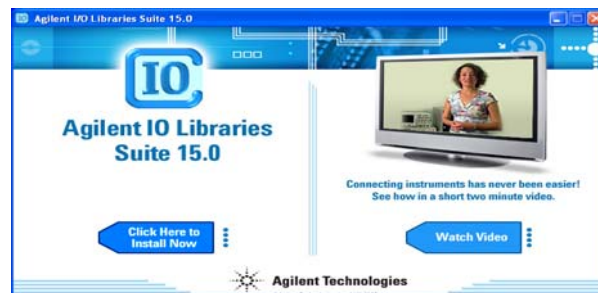 Agilent I/O Libraries Suite 15.0
IO
Agilent IO Libraries
Suite 15.0
Connecting instruments has never been easier!
See how in a short two minute video.
Click Here to
Install Now
Watch Video
Agilent Technologies